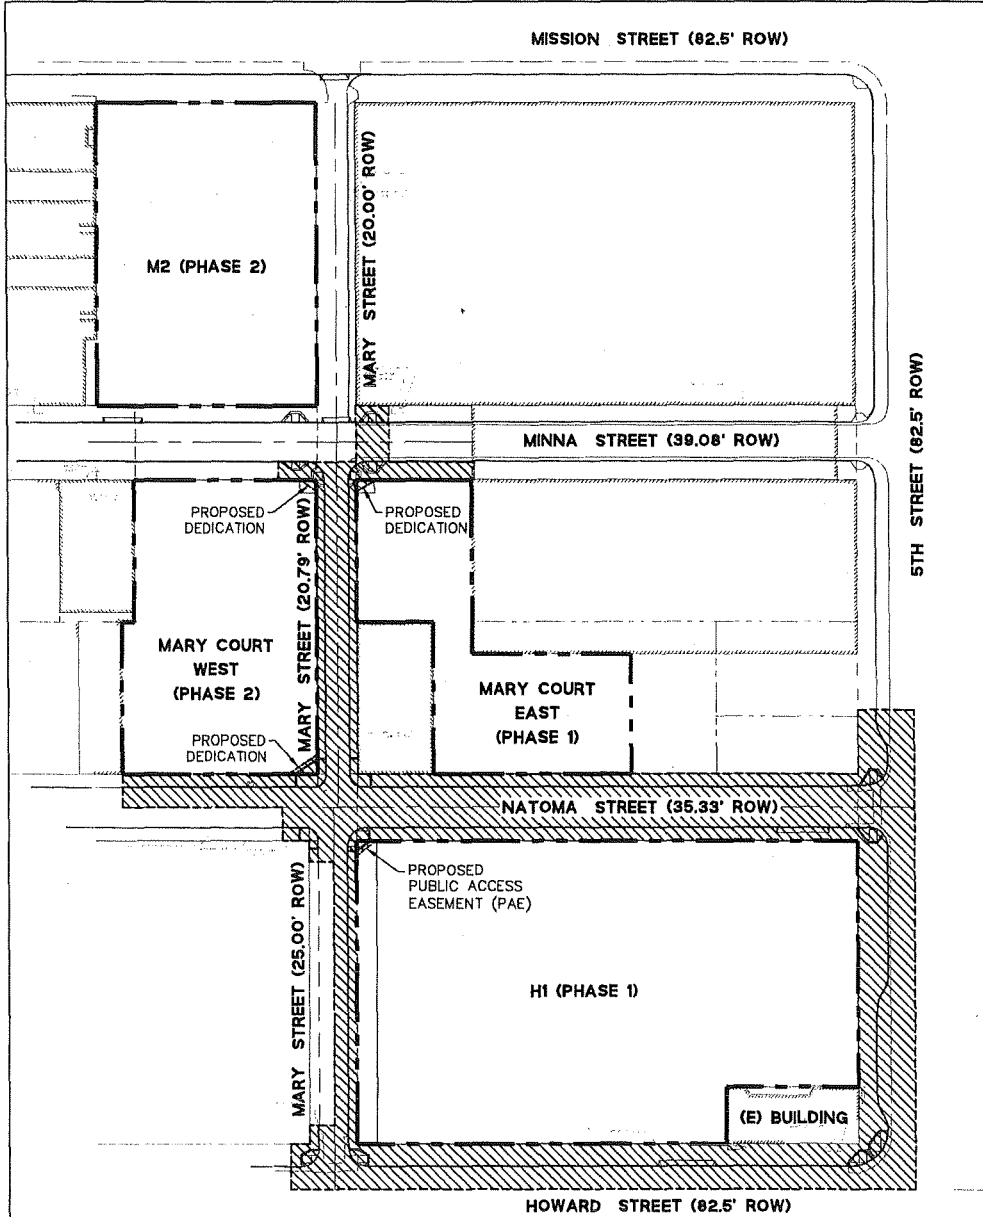 MISSION STREET (82.5' ROW)
MARY STREET (20.00' ROW)
M2 (PHASE 2)
5TH STREET (82.5' ROW)
MINNA STREET (39.08' ROW)
PROPOSED
DEDICATION
MARY STREET (20.79' ROW)
PROPOSED
DEDICATION
MARY COURT
WEST
(PHASE 2)
MARY COURT
EAST
(PHASE 1)
PROPOSED
DEDICATION
NATOMA STREET (35.33' ROW)
PROPOSED
PUBLIC ACCESS
EASEMENT (PAE)
MARY STREET (25.00' ROW)
H1 (PHASE 1)
(E) BUILDING
HOWARD STREET (82.5' ROW)